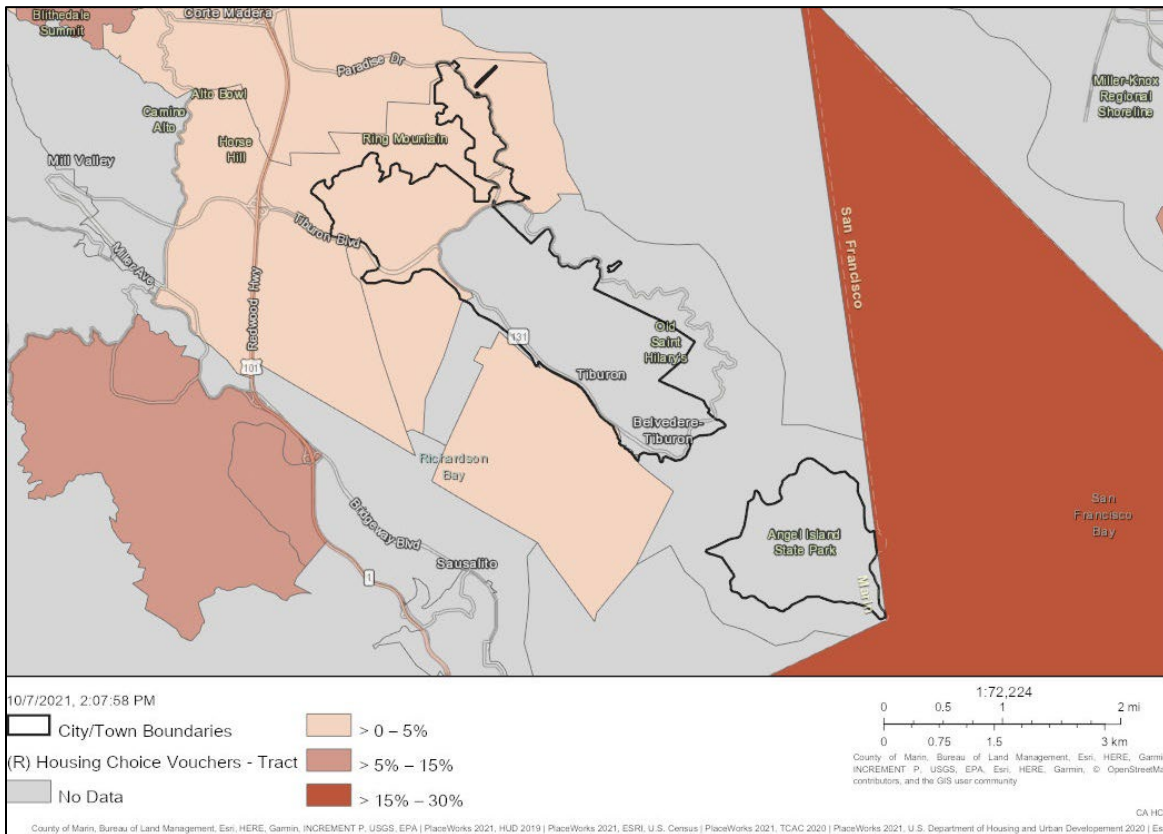 Corte Madera
Blithedale
Summit
Paradise Dr
Miller-Knox
Regional
Shoreline
Alto Bowl
Camino
Alto
Horse
Hill
Ring Mountain
Mill Valley
Tiburon Blvd
Miller Ave
Redwood Hwy
San Francisco
131
Old
Saint
Hilary's
101
Tiburon
Belvedere-
Tiburon
Richardson
Bay
San
Francisco
Bay
Bridgeway Blvd
Angel Island
State Park
Sausalito
Marin
1
10/7/2021, 2:07:58 PM
City/Town Boundaries
(R) Housing Choice Vouchers - Tract
No Data
> 0 – 5%
> 5% – 15%
> 15% – 30%
1:72,224
0 0.5 1 2 mi
0 0.75 1.5 3 km
County of Marin, Bureau of Land Management, Esri, HERE, Garmi
INCREMENT P, USGS, EPA, Esri, HERE, Garmin, © OpenStreetMa
contributors, and the GIS user community
CA HC
County of Marin, Bureau of Land Management, Esri, HERE, Garmin, INCREMENT P, USGS, EPA | PlaceWorks 2021, HUD 2019 | PlaceWorks 2021, ESRI, U.S. Census | PlaceWorks 2021, TCAC 2020 | PlaceWorks 2021, U.S. Department of Housing and Urban Developement 2020 | Es